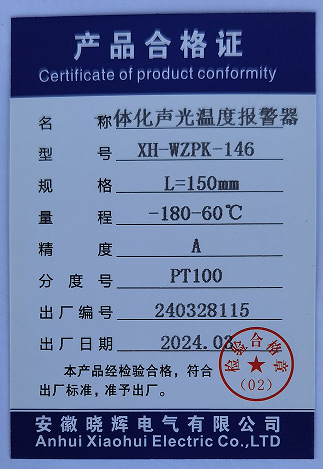 产品合格证
Certificate of product conformity
名 称 一体化声光温度报警器
型 号 XH-WZPK-146
规 格 L=150mm
量 程 -180-60℃
精 度 A
分 度 号 PT100
出厂编号 240328115
出厂日期 2024.03
本产品经检验合格，符合
出厂标准，准予出厂。
检验合格章
(02)
安徽晓辉电气有限公司
Anhui Xiaohui Electric Co.,LTD